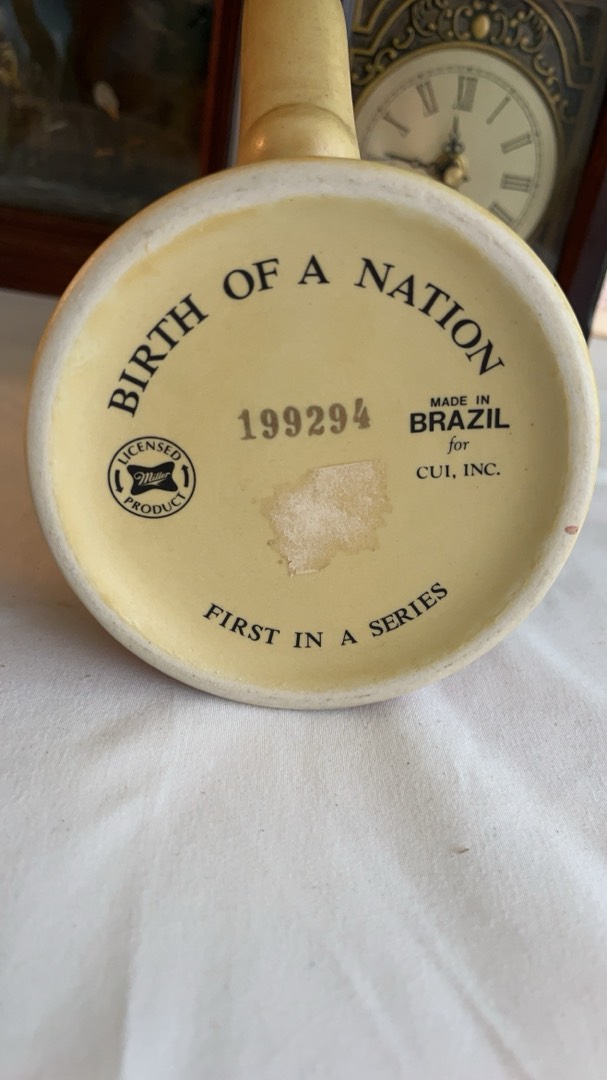 BIRTH OF A NATION
199294
MADE IN
BRAZIL
for
CUI, INC.
LICENSED
Miller
PRODUCT
FIRST IN A SERIES